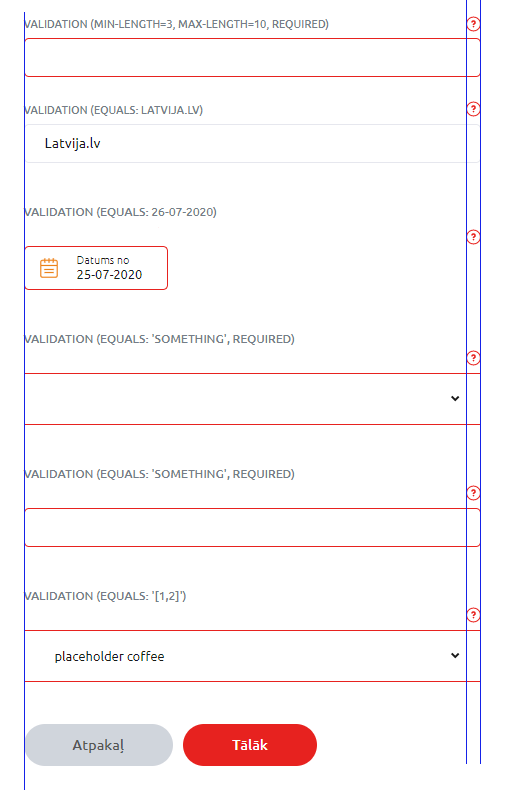 VALIDATION (MIN-LENGTH=3, MAX-LENGTH=10, REQUIRED)
?
VALIDATION (EQUALS: LATVIJA.LV)
?
Latvija.lv
VALIDATION (EQUALS: 26-07-2020)
?
Datums no
25-07-2020
VALIDATION (EQUALS: 'SOMETHING', REQUIRED)
?
VALIDATION (EQUALS: 'SOMETHING', REQUIRED)
?
VALIDATION (EQUALS: '[1,2]')
?
placeholder coffee
Atpakaļ
Tālāk